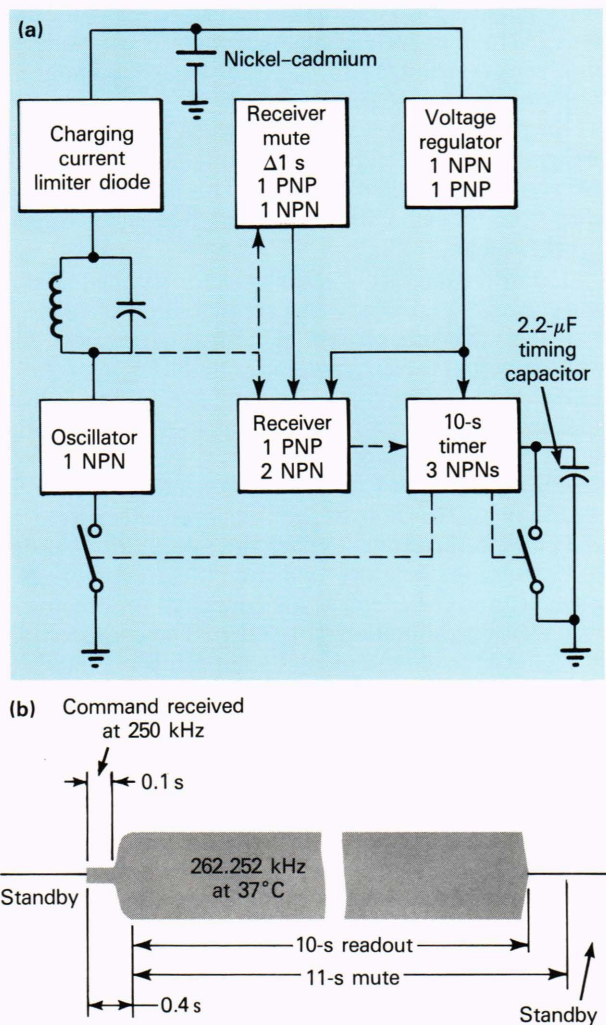 (a)
Nickel–cadmium
Charging
current
limiter diode
Receiver
mute
Δ1 s
1 PNP
1 NPN
Voltage
regulator
1 NPN
1 PNP
2.2-μF
timing
capacitor
Oscillator
1 NPN
Receiver
1 PNP
2 NPN
10-s
timer
3 NPNs
(b)
Command received
at 250 kHz
0.1 s
262.252 kHz
at 37°C
Standby
10-s readout
11-s mute
0.4 s
Standby